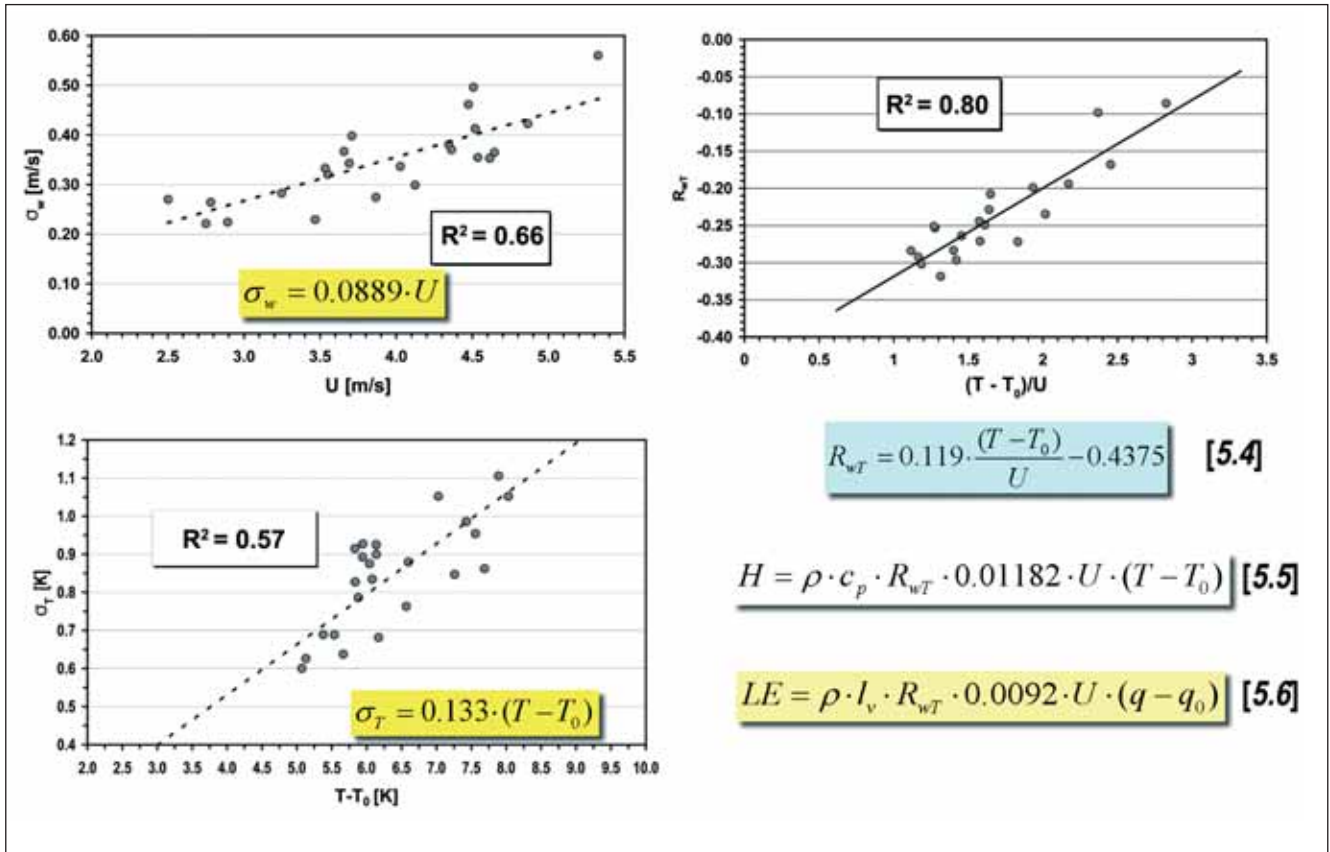 0.60
0.50
0.40
0.30
0.20
0.10
0.00
σw [m/s]
R² = 0.66
σw = 0.0889·U
2.0 2.5 3.0 3.5 4.0 4.5 5.0 5.5
U [m/s]
0.00
-0.05
-0.10
-0.15
-0.20
-0.25
-0.30
-0.35
-0.40
RwT
R² = 0.80
0 0.5 1 1.5 2 2.5 3 3.5
(T - T₀)/U
1.2
1.1
1.0
0.9
0.8
0.7
0.6
0.5
0.4
σT [K]
R² = 0.57
σT = 0.133·(T−T₀)
2.0 2.5 3.0 3.5 4.0 4.5 5.0 5.5 6.0 6.5 7.0 7.5 8.0 8.5 9.0 9.5 10.0
T-T₀ [K]
RwT = 0.119·(T−T₀)/U −0.4375 [5.4]
H = ρ·cp·RwT·0.01182·U·(T−T₀) [5.5]
LE = ρ·lv·RwT·0.0092·U·(q−q₀) [5.6]